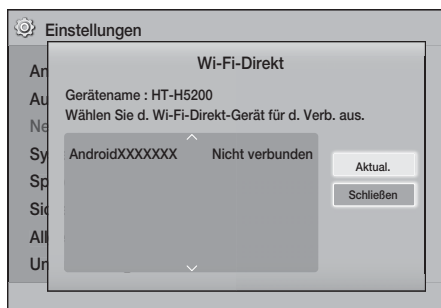 Einstellungen
Wi-Fi-Direkt
Gerätename : HT-H5200
Wählen Sie d. Wi-Fi-Direkt-Gerät für d. Verb. aus.
AndroidXXXXXXX Nicht verbunden
Aktual.
Schließen